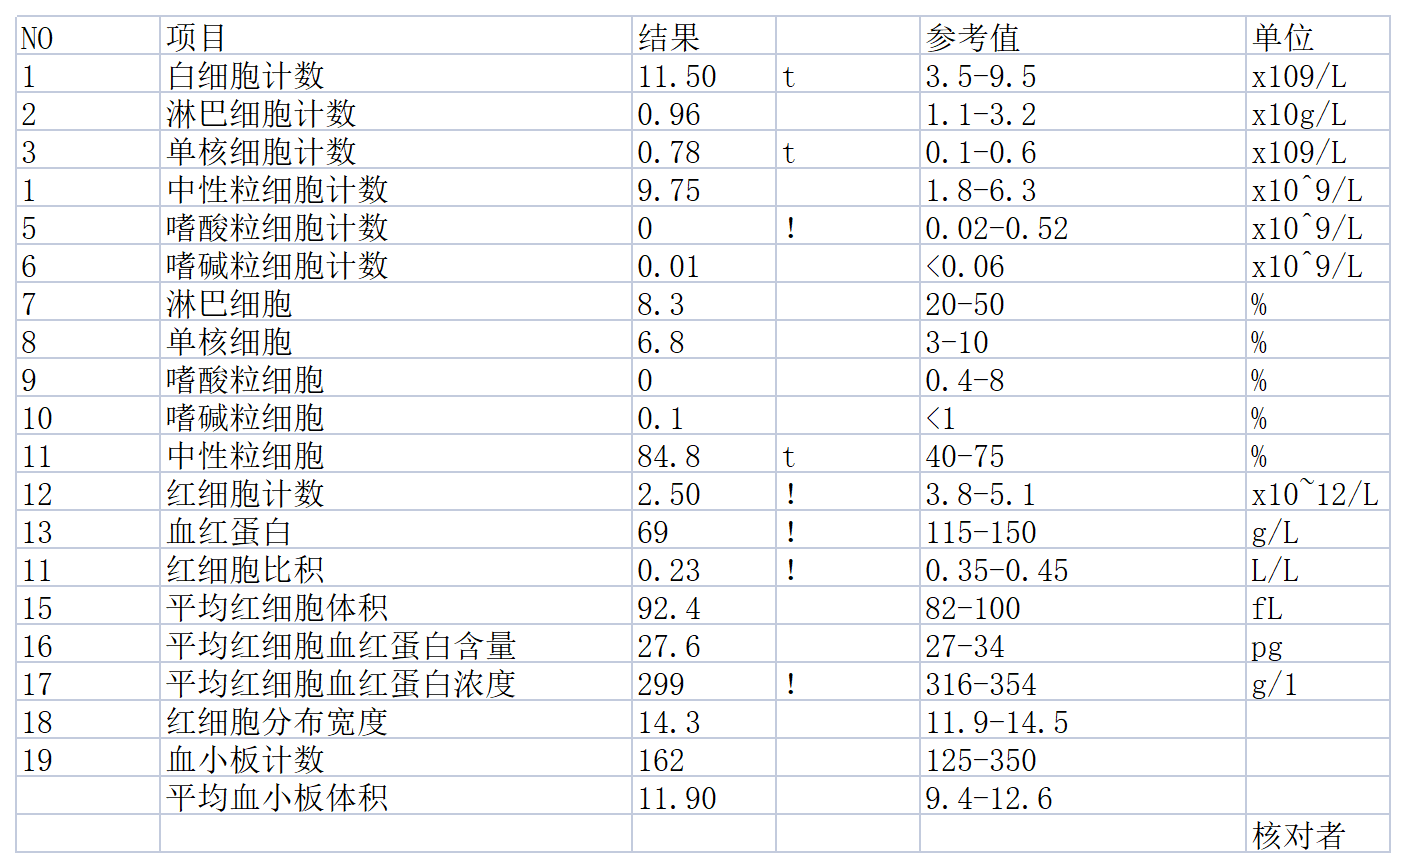 NO 项目 结果 参考值 单位
1 白细胞计数 11.50 t 3.5-9.5 x109/L
2 淋巴细胞计数 0.96 1.1-3.2 x10g/L
3 单核细胞计数 0.78 t 0.1-0.6 x109/L
1 中性粒细胞计数 9.75 1.8-6.3 x10^9/L
5 嗜酸粒细胞计数 0 ! 0.02-0.52 x10^9/L
6 嗜碱粒细胞计数 0.01 <0.06 x10^9/L
7 淋巴细胞 8.3 20-50 %
8 单核细胞 6.8 3-10 %
9 嗜酸粒细胞 0 0.4-8 %
10 嗜碱粒细胞 0.1 <1 %
11 中性粒细胞 84.8 t 40-75 %
12 红细胞计数 2.50 ! 3.8-5.1 x10~12/L
13 血红蛋白 69 ! 115-150 g/L
11 红细胞比积 0.23 ! 0.35-0.45 L/L
15 平均红细胞体积 92.4 82-100 fL
16 平均红细胞血红蛋白含量 27.6 27-34 pg
17 平均红细胞血红蛋白浓度 299 ! 316-354 g/1
18 红细胞分布宽度 14.3 11.9-14.5
19 血小板计数 162 125-350
平均血小板体积 11.90 9.4-12.6
核对者